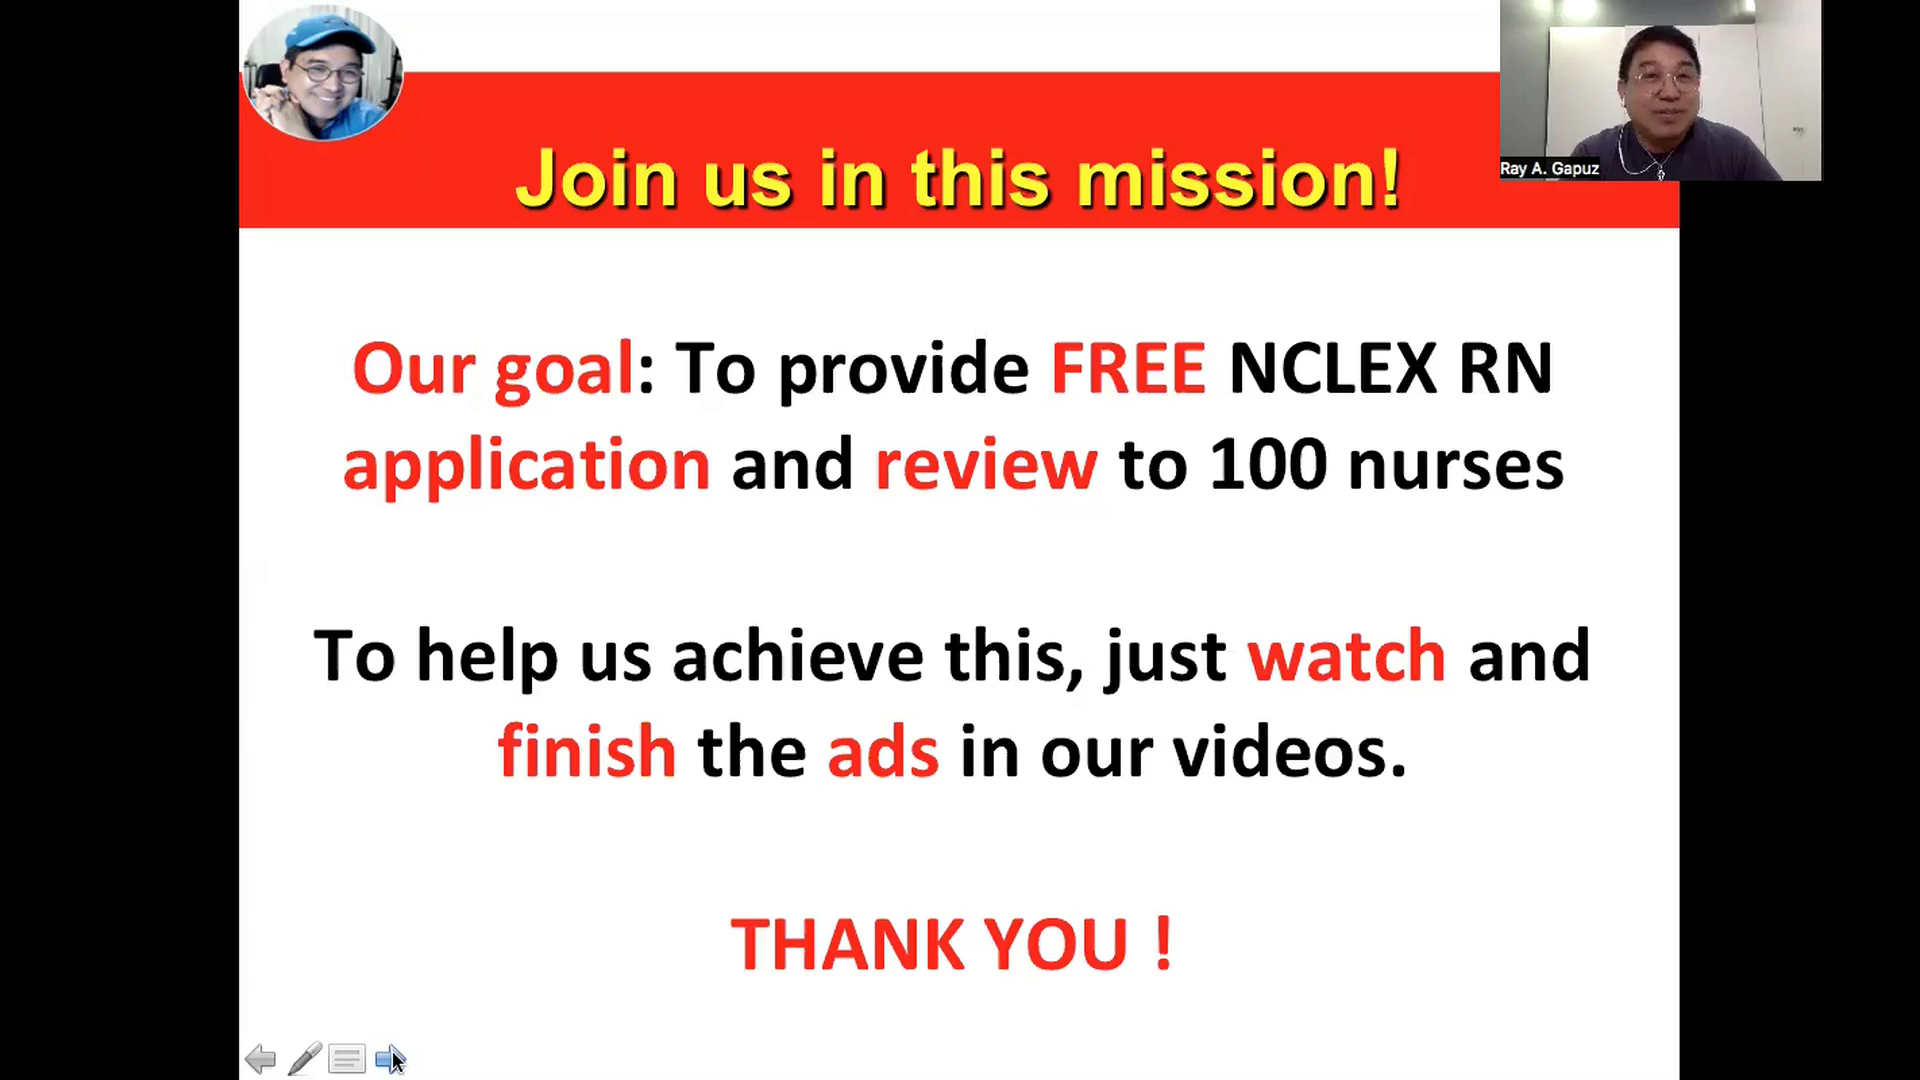 Join us in this mission!
Ray A. Gapuz
Our goal: To provide FREE NCLEX RN
application and review to 100 nurses
To help us achieve this, just watch and
finish the ads in our videos.
THANK YOU !